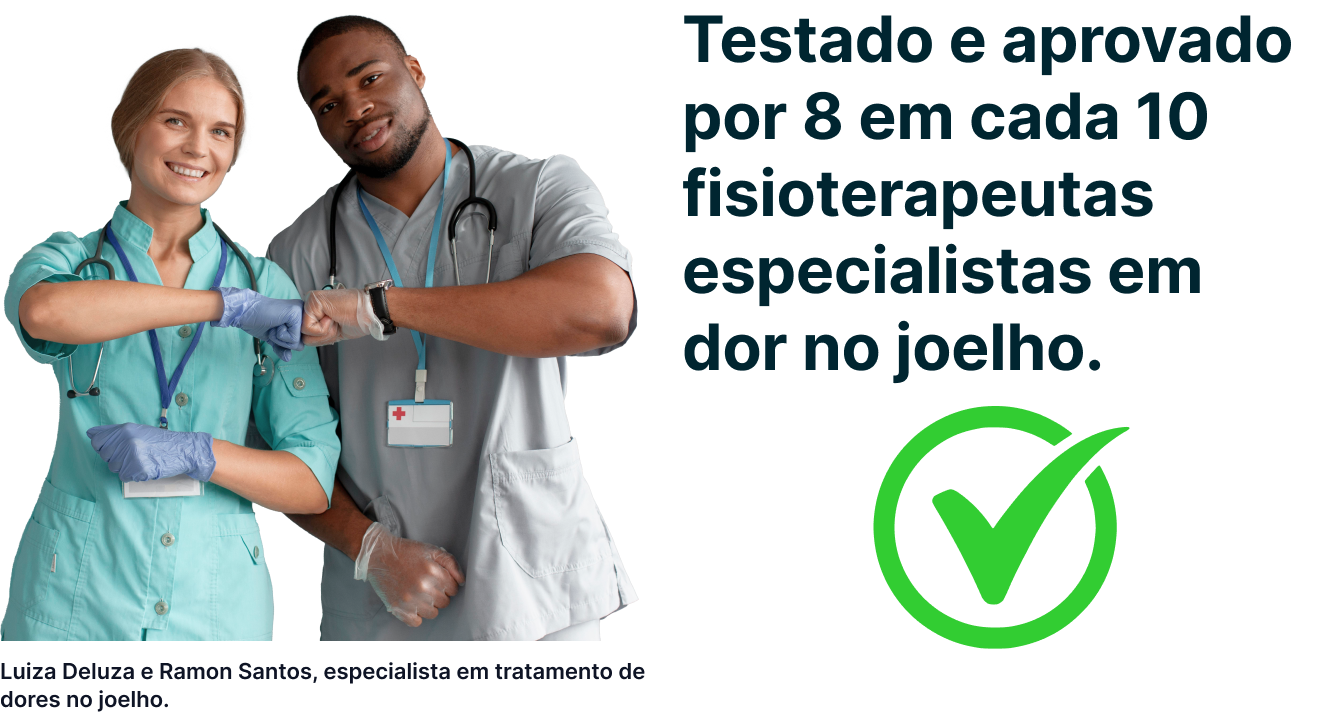 Testado e aprovado
por 8 em cada 10
fisioterapeutas
especialistas em
dor no joelho.
Luiza Deluza e Ramon Santos, especialista em tratamento de
dores no joelho.